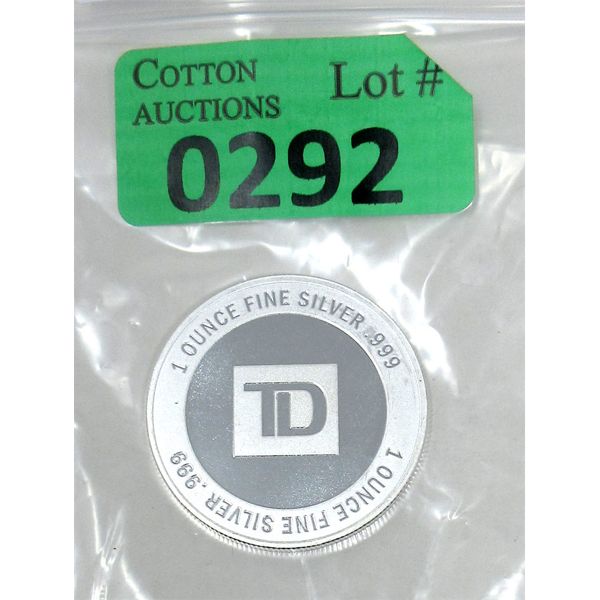 COTTON
AUCTIONS
Lot #
0292
1 OUNCE FINE SILVER .999
TD
1 OUNCE FINE SILVER .999